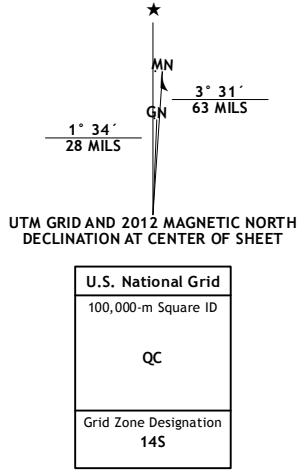 ★
MN
3° 31´
63 MILS
GN
1° 34´
28 MILS
UTM GRID AND 2012 MAGNETIC NORTH
DECLINATION AT CENTER OF SHEET
U.S. National Grid
100,000-m Square ID
QC
Grid Zone Designation
14S